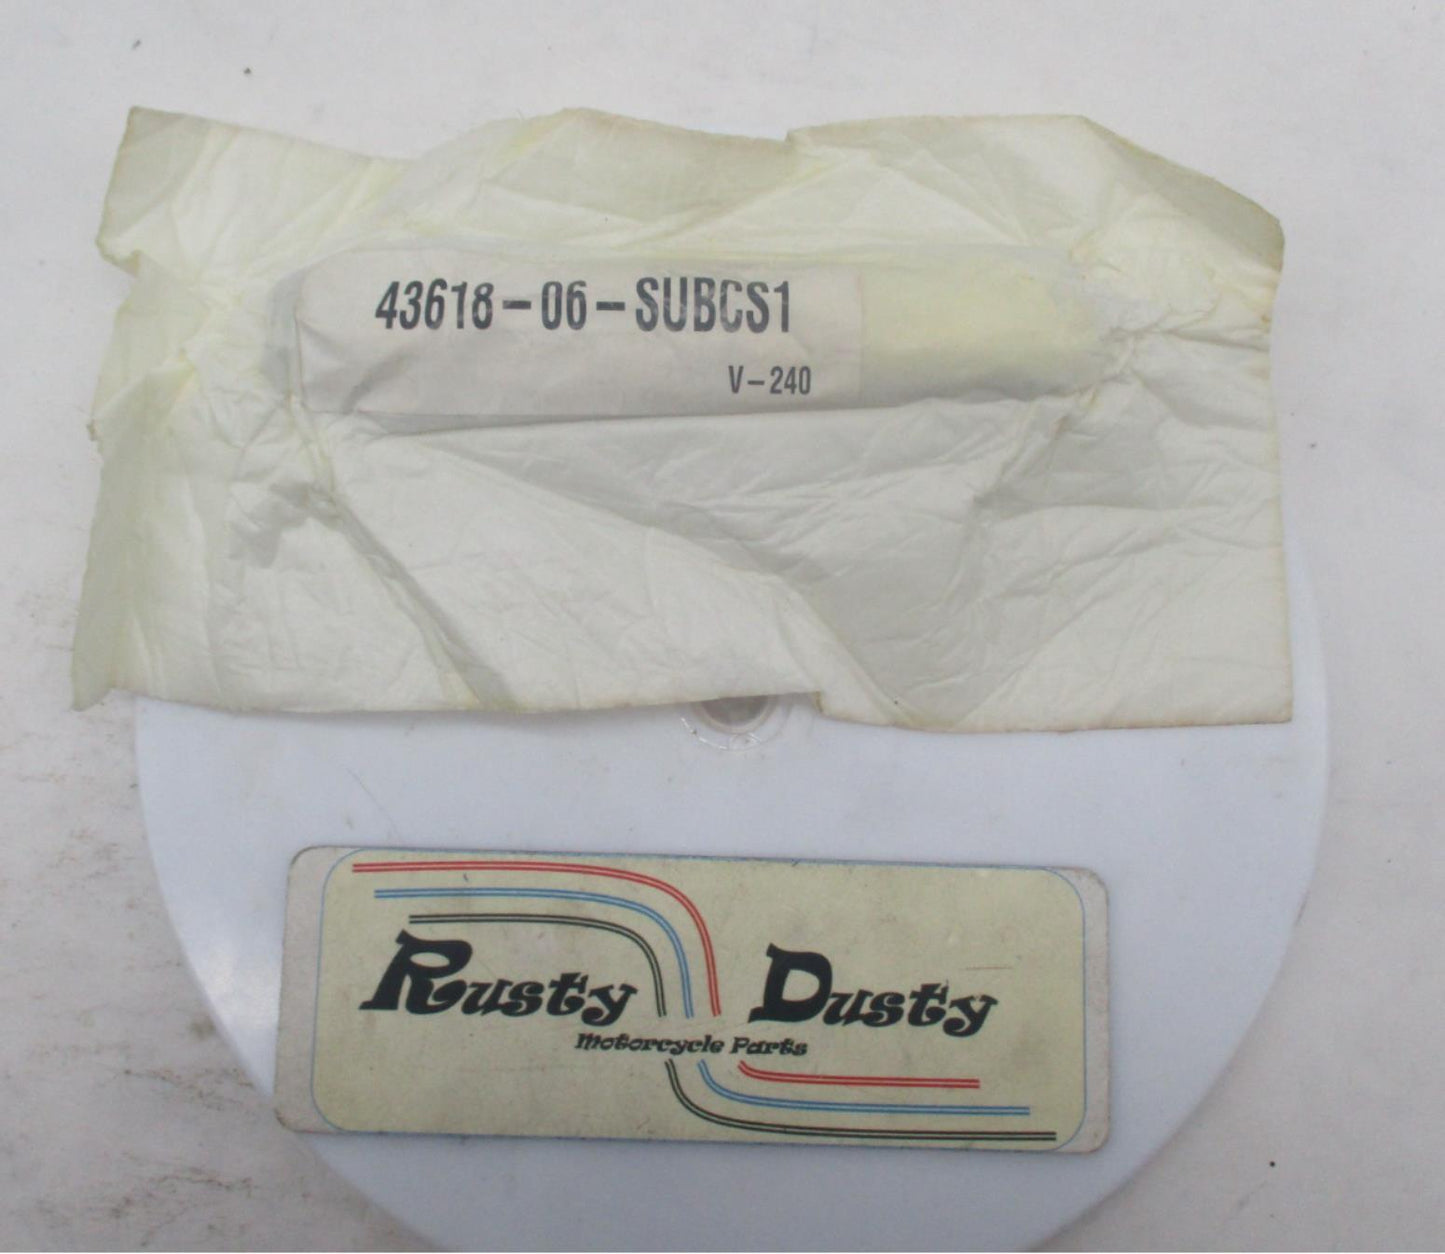 43618-06-SUBCS1
V-240
Rusty Dusty
Motorcycle Parts